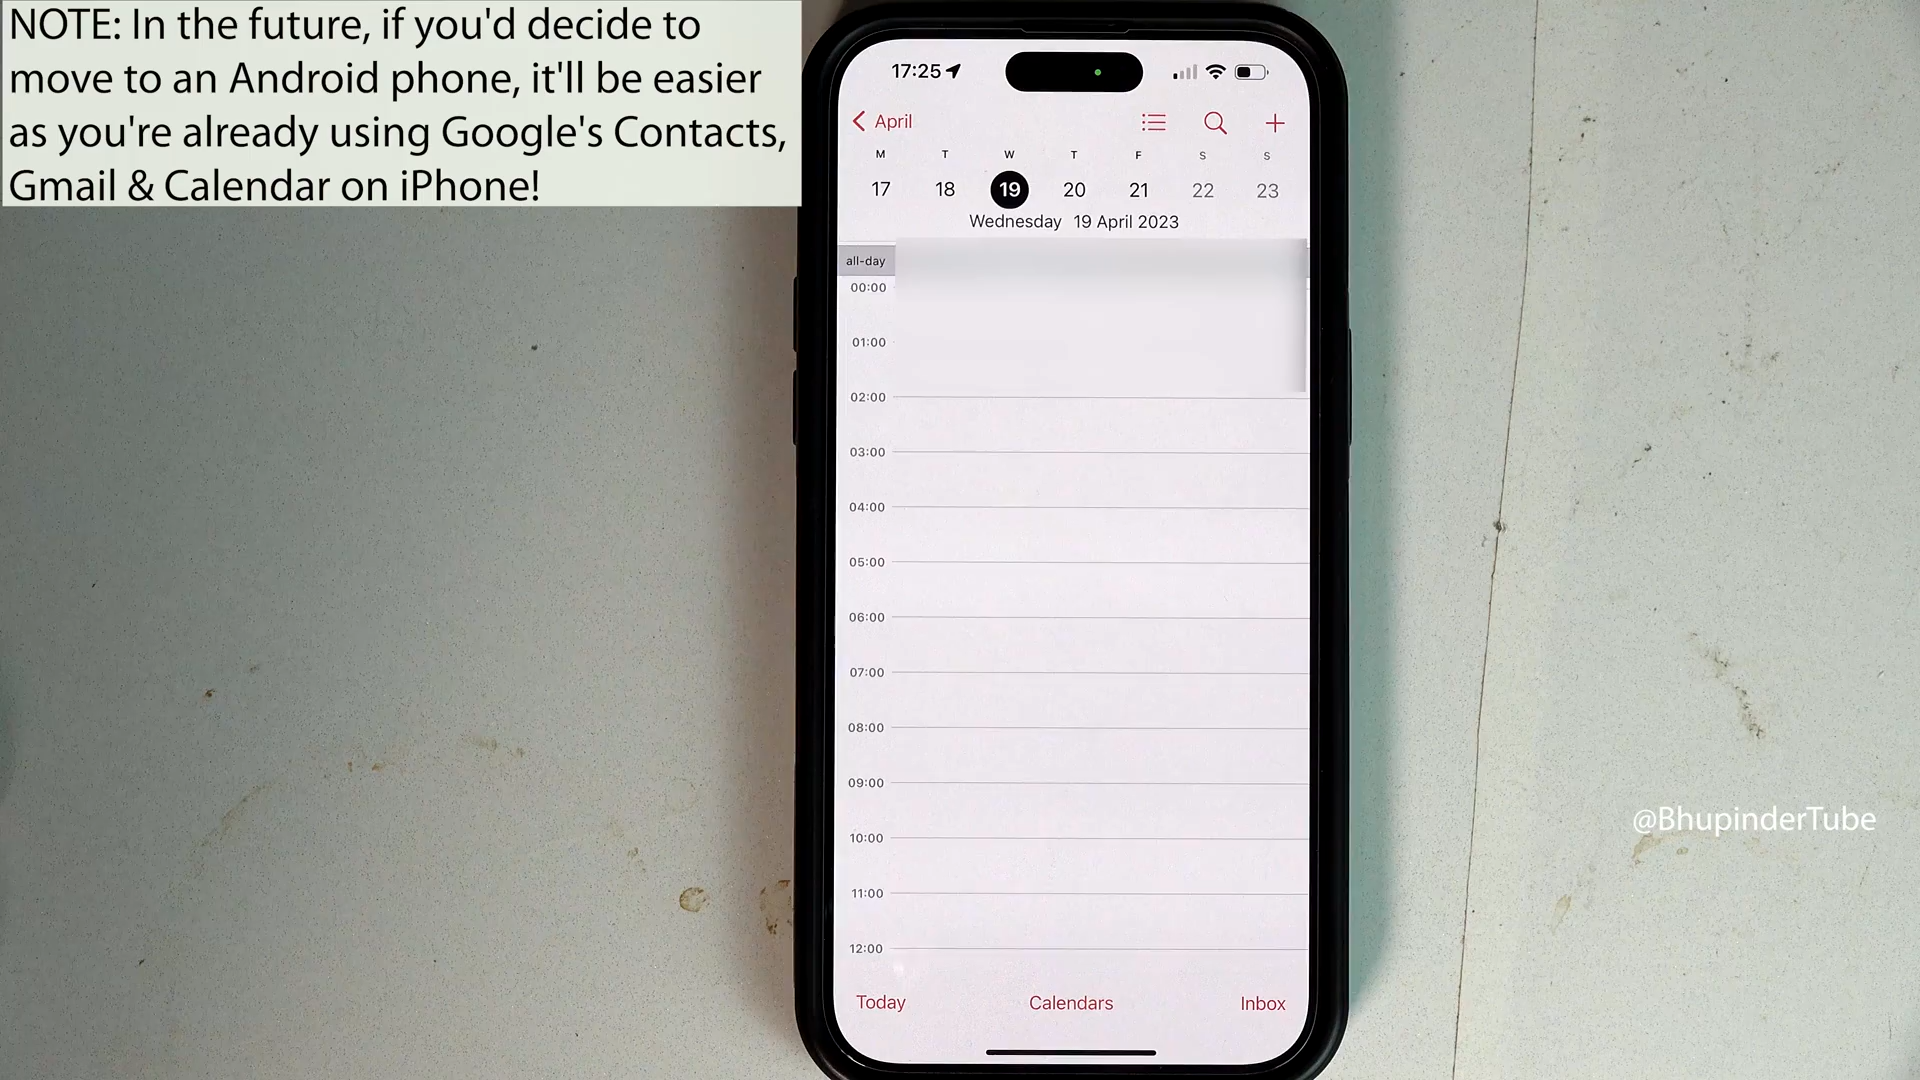 NOTE: In the future, if you'd decide to
move to an Android phone, it'll be easier
as you're already using Google's Contacts,
Gmail & Calendar on iPhone!
17:25
April
M T W T F S S
17 18 19 20 21 22 23
Wednesday 19 April 2023
all-day
00:00
01:00
02:00
03:00
04:00
05:00
06:00
07:00
08:00
09:00
10:00
11:00
12:00
Today Calendars Inbox
@BhupinderTube